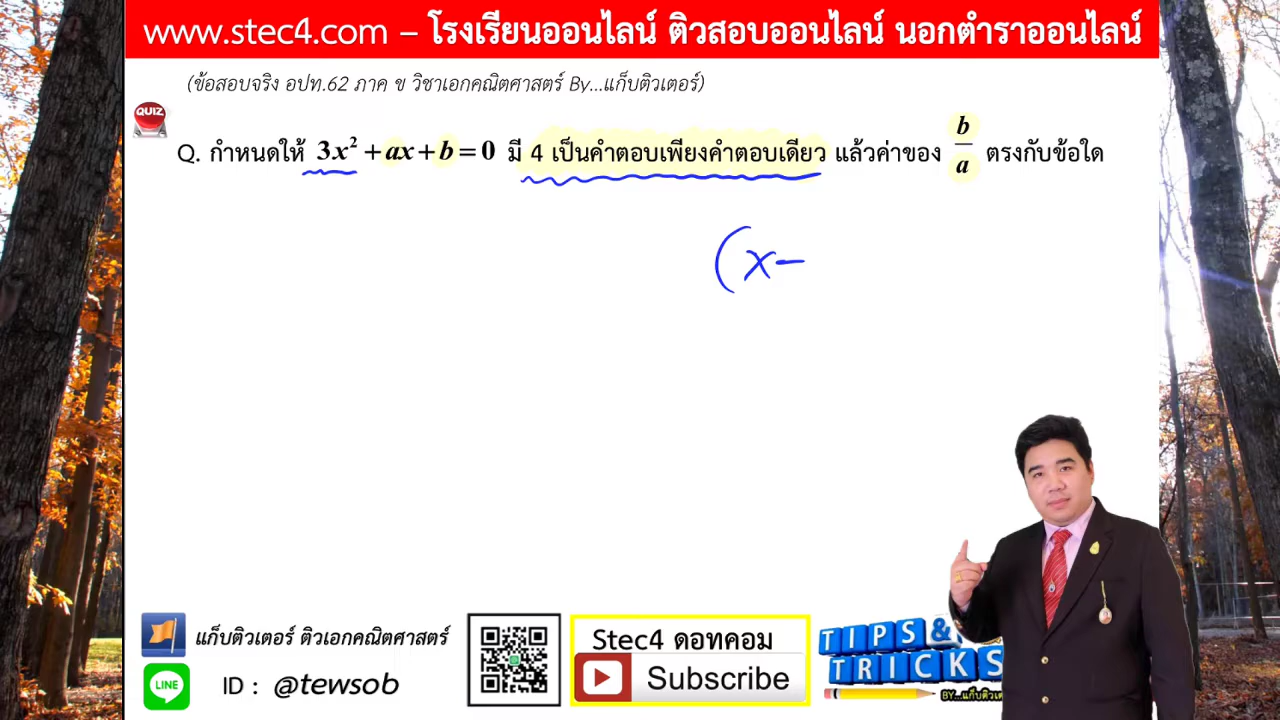 www.stec4.com – โรงเรียนออนไลน์ ติวสอบออนไลน์ นอกตำราออนไลน์
(ข้อสอบจริง อปท.62 ภาค ข วิชาเอกคณิตศาสตร์ By...แก็บติวเตอร์)
QUIZ
Q. กำหนดให้ 3x² + ax + b = 0 มี 4 เป็นคำตอบเพียงคำตอบเดียว แล้วค่าของ b/a ตรงกับข้อใด
(x−
แก็บติวเตอร์ ติวเอกคณิตศาสตร์
LINE ID : @tewsob
Stec4 ดอทคอม
Subscribe
TIPS &
TRICKS